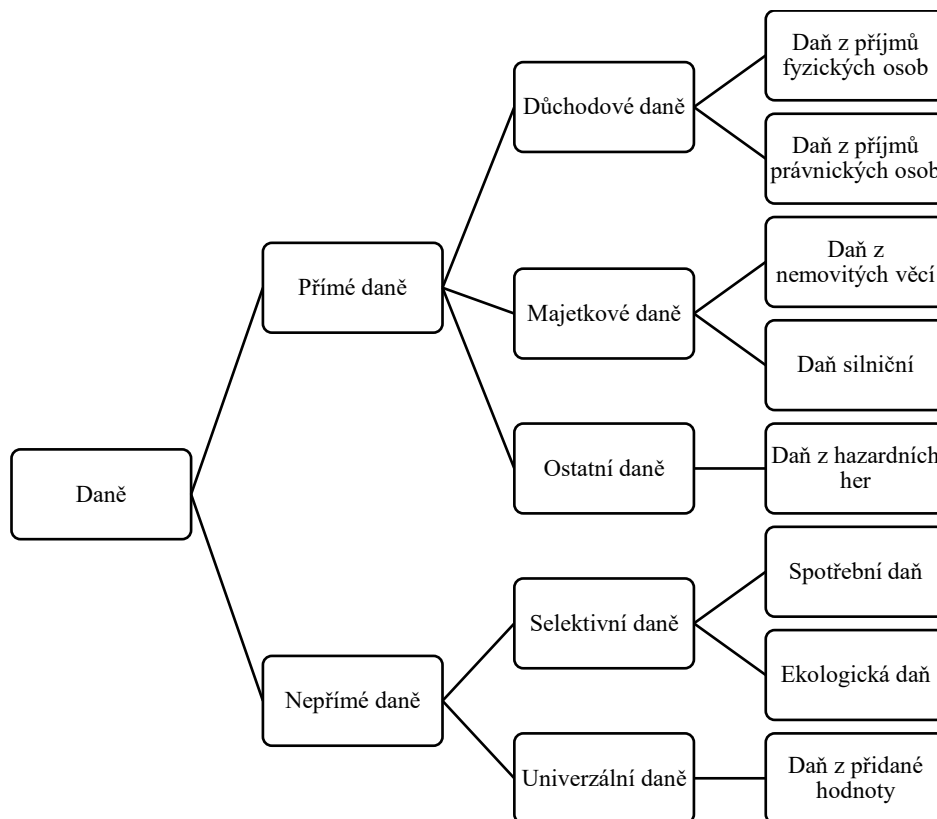 Daně
Přímé daně
Důchodové daně
Daň z příjmů
fyzických osob
Daň z příjmů
právnických osob
Majetkové daně
Daň z
nemovitých věcí
Daň silniční
Ostatní daně
Daň z hazardních
her
Nepřímé daně
Selektivní daně
Spotřební daň
Ekologická daň
Univerzální daně
Daň z přidané
hodnoty